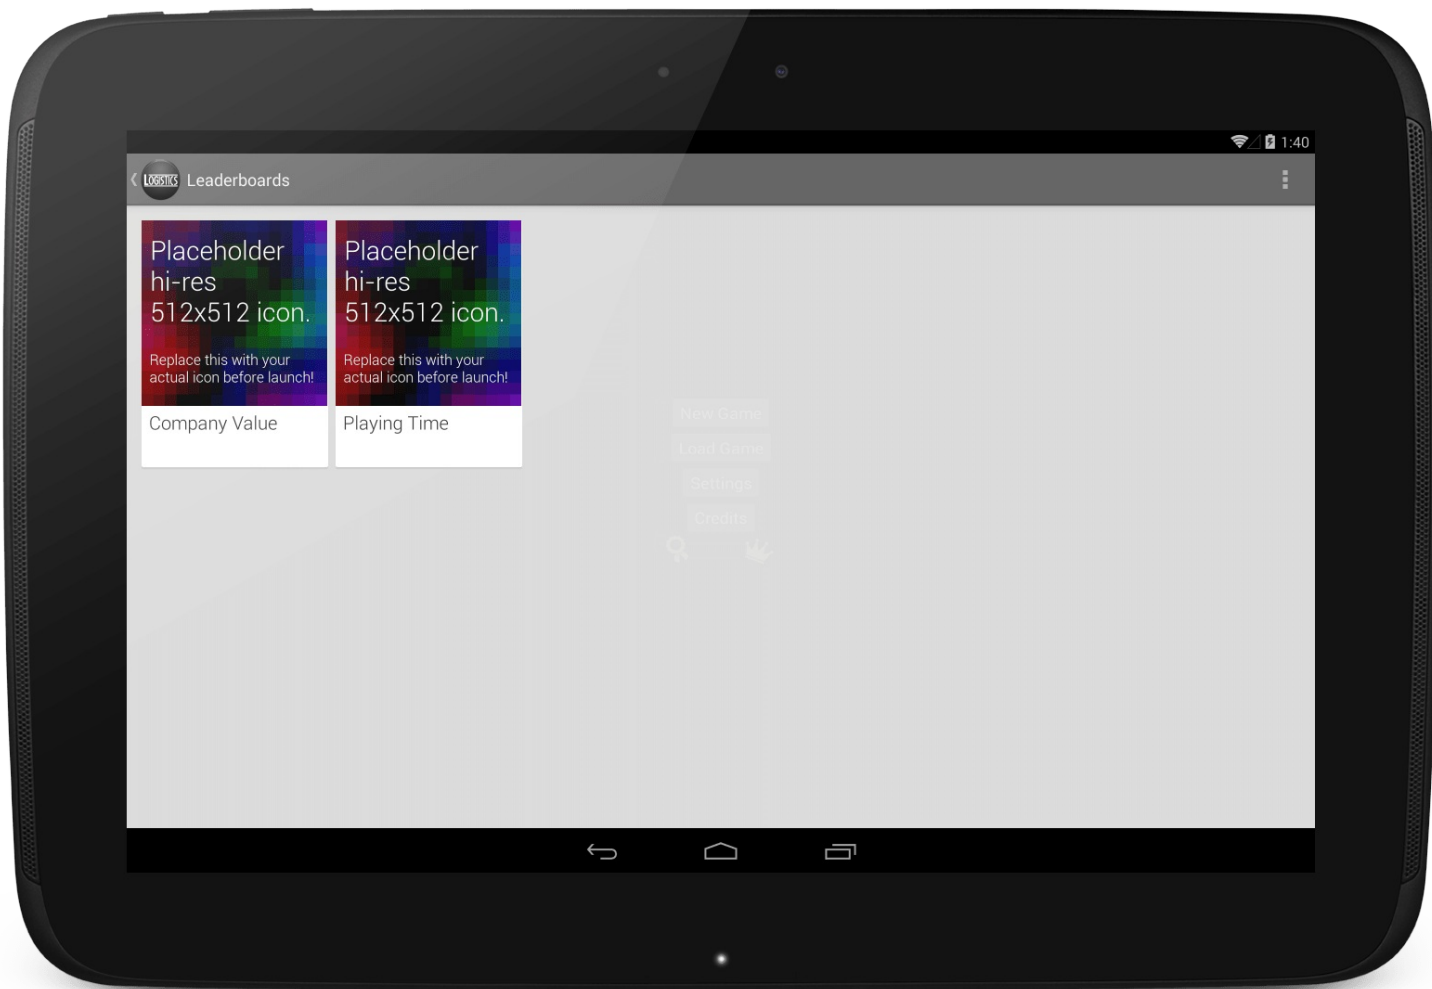 1:40
LOGISTICS Leaderboards
Placeholder
hi-res
512x512 icon.
Replace this with your
actual icon before launch!
Company Value
Placeholder
hi-res
512x512 icon.
Replace this with your
actual icon before launch!
Playing Time
New Game
Load Game
Settings
Credits